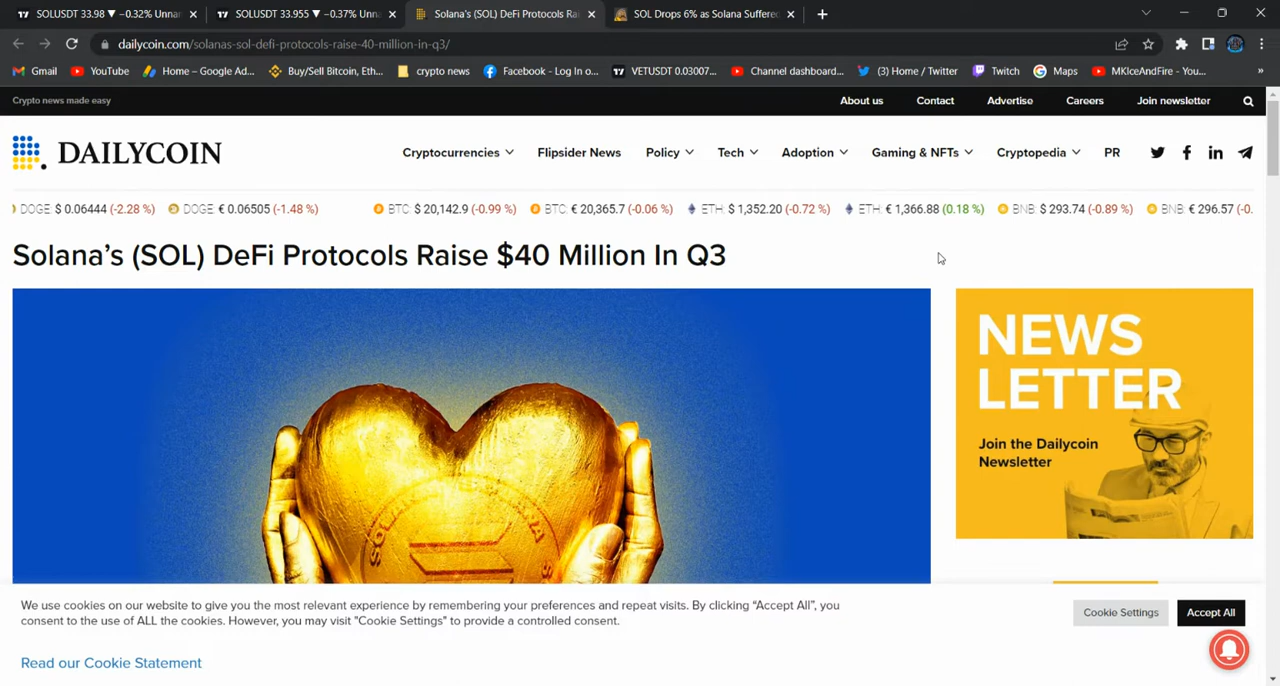 SOLUSDT 33.98 ▼ −0.32% Unnar
SOLUSDT 33.955 ▼ −0.37% Unna
Solana's (SOL) DeFi Protocols Ra
SOL Drops 6% as Solana Suffered
dailycoin.com/solanas-sol-defi-protocols-raise-40-million-in-q3/
Gmail
YouTube
Home – Google Ad...
Buy/Sell Bitcoin, Eth...
crypto news
Facebook - Log In o...
VETUSDT 0.03007...
Channel dashboard...
(3) Home / Twitter
Twitch
Maps
MKIceAndFire - You...
»
Crypto news made easy
About us
Contact
Advertise
Careers
Join newsletter
DAILYCOIN
Cryptocurrencies
Flipsider News
Policy
Tech
Adoption
Gaming & NFTs
Cryptopedia
PR
DOGE: $ 0.06444 (-2.28 %)
DOGE: € 0.06505 (-1.48 %)
BTC: $ 20,142.9 (-0.99 %)
BTC: € 20,365.7 (-0.06 %)
ETH: $ 1,352.20 (-0.72 %)
ETH: € 1,366.88 (0.18 %)
BNB: $ 293.74 (-0.89 %)
BNB: € 296.57 (-0.
Solana's (SOL) DeFi Protocols Raise $40 Million In Q3
SOLANA
NEWS
LETTER
Join the Dailycoin
Newsletter
We use cookies on our website to give you the most relevant experience by remembering your preferences and repeat visits. By clicking “Accept All”, you
consent to the use of ALL the cookies. However, you may visit "Cookie Settings" to provide a controlled consent.
Cookie Settings
Accept All
Read our Cookie Statement